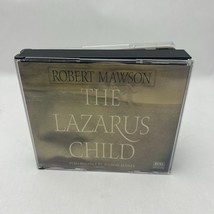 ROBERT MAWSON
THE
LAZARUS
CHILD